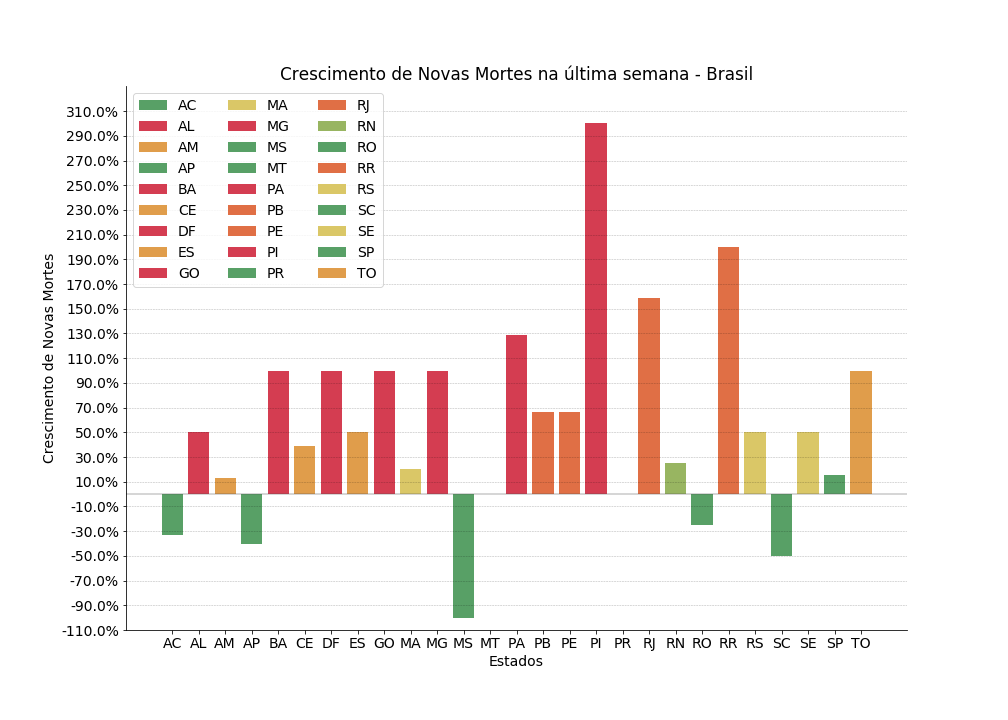 Crescimento de Novas Mortes na última semana - Brasil
AC MA RJ
AL MG RN
AM MS RO
AP MT RR
BA PA RS
CE PB SC
DF PE SE
ES PI SP
GO PR TO
310.0%
290.0%
270.0%
250.0%
230.0%
210.0%
190.0%
170.0%
150.0%
130.0%
110.0%
90.0%
70.0%
50.0%
30.0%
10.0%
-10.0%
-30.0%
-50.0%
-70.0%
-90.0%
-110.0%
Crescimento de Novas Mortes
AC AL AM AP BA CE DF ES GO MA MG MS MT PA PB PE PI PR RJ RN RO RR RS SC SE SP TO
Estados